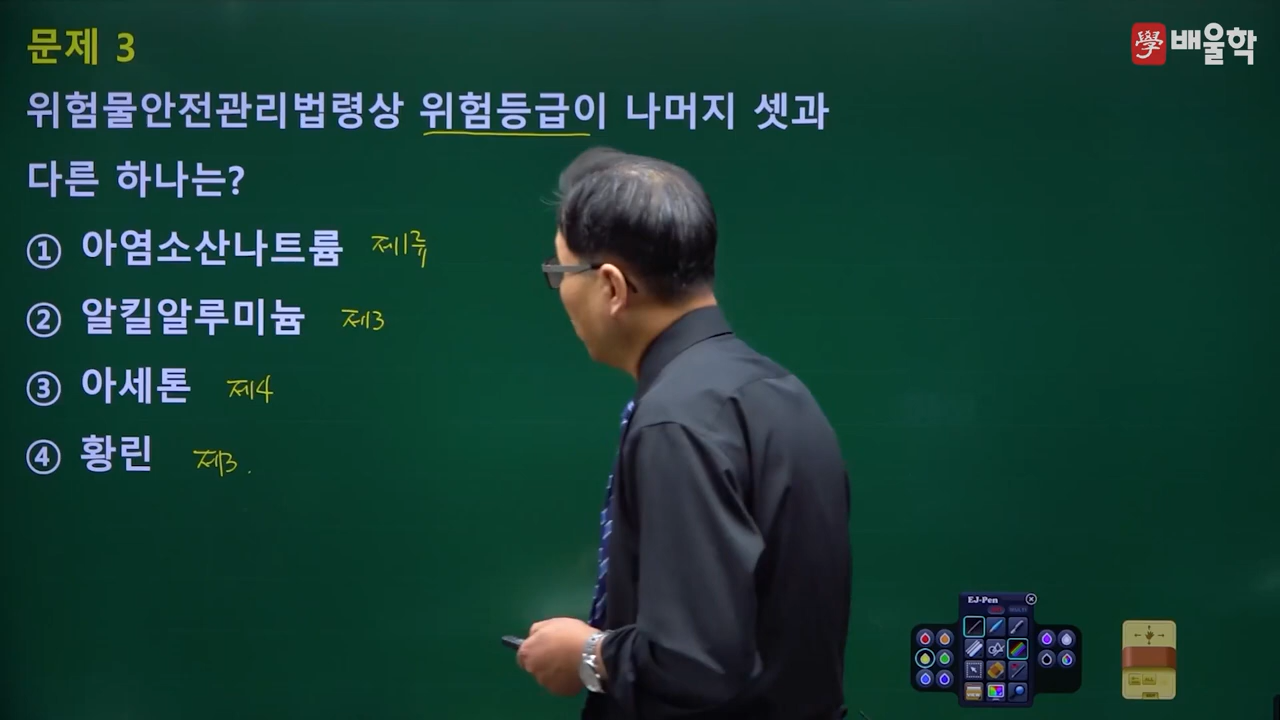 문제 3
學 배울학
위험물안전관리법령상 위험등급이 나머지 셋과
다른 하나는?
① 아염소산나트륨 제1류
② 알킬알루미늄 제3
③ 아세톤 제4
④ 황린 제3.
EJ-Pen